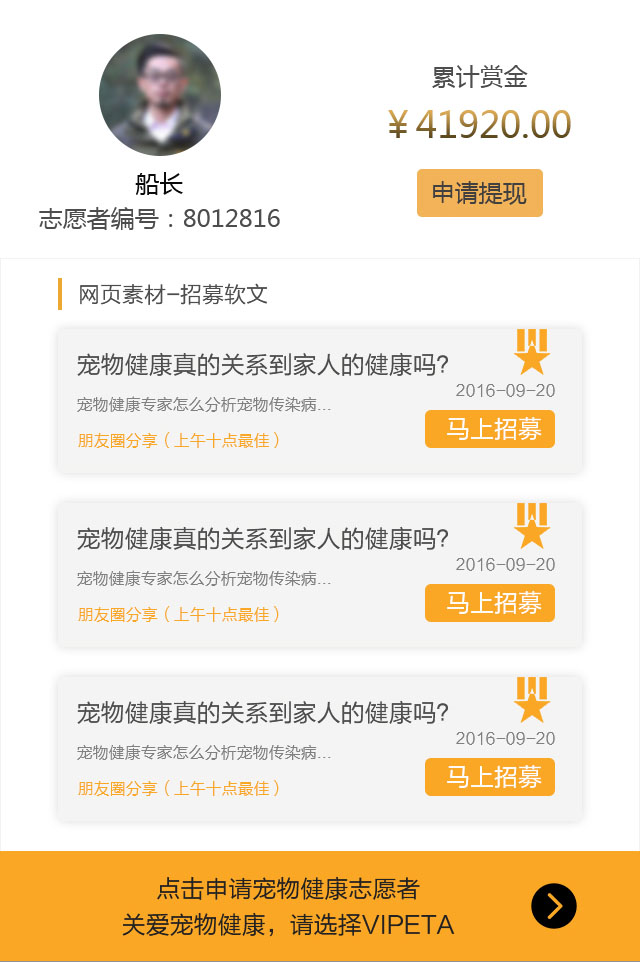 船长
志愿者编号：8012816
累计赏金
￥41920.00
申请提现
网页素材-招募软文
宠物健康真的关系到家人的健康吗?
2016-09-20
宠物健康专家怎么分析宠物传染病...
朋友圈分享（上午十点最佳）
马上招募
宠物健康真的关系到家人的健康吗?
2016-09-20
宠物健康专家怎么分析宠物传染病...
朋友圈分享（上午十点最佳）
马上招募
宠物健康真的关系到家人的健康吗?
2016-09-20
宠物健康专家怎么分析宠物传染病...
朋友圈分享（上午十点最佳）
马上招募
点击申请宠物健康志愿者
关爱宠物健康，请选择VIPETA